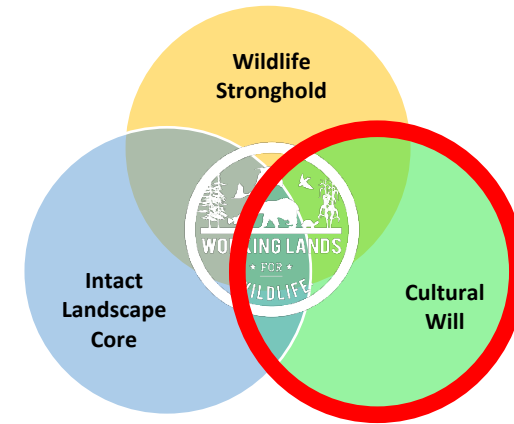 Wildlife
Stronghold
WORKING LANDS
FOR
WILDLIFE
Intact
Landscape
Core
Cultural
Will